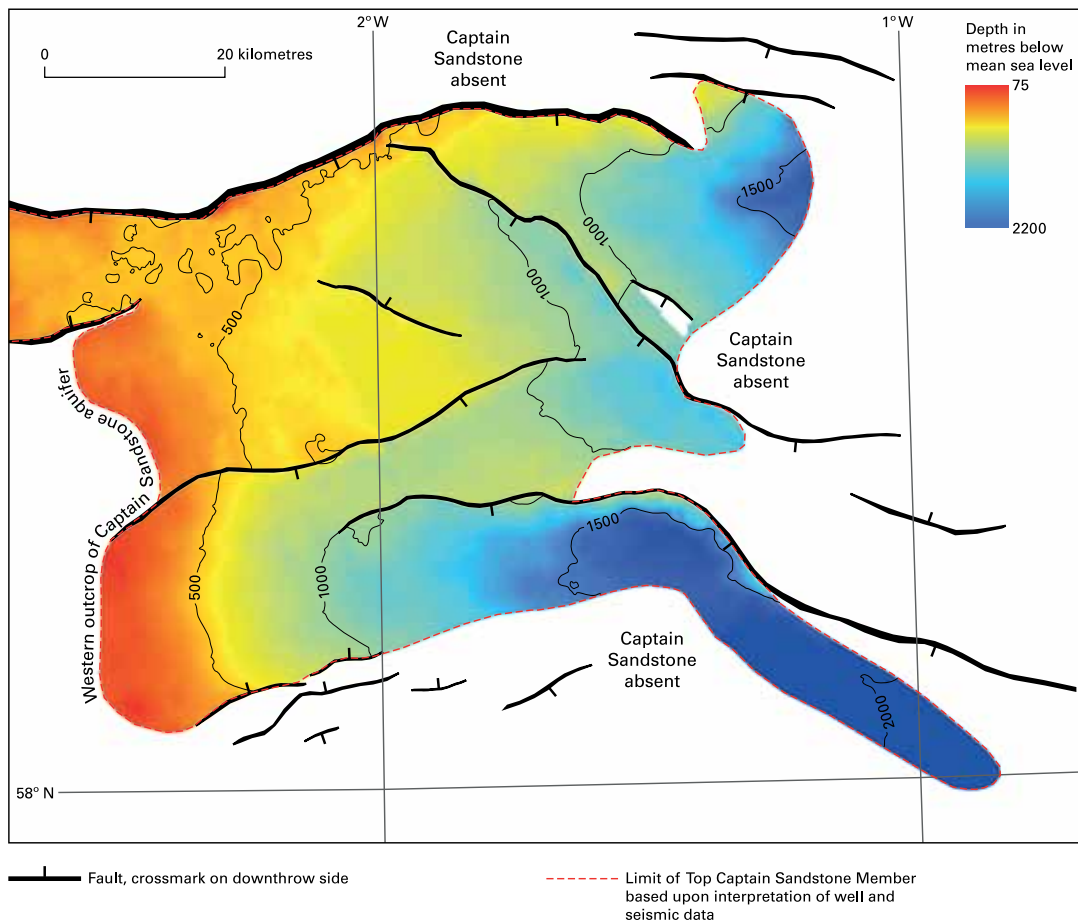 2°W
1°W
0
20 kilometres
Captain
Sandstone
absent
Depth in
metres below
mean sea level
75
2200
1500
1000
1000
500
Captain
Sandstone
absent
Western outcrop of Captain Sandstone aquifer
1500
500
1000
Captain
Sandstone
absent
2000
58° N
Fault, crossmark on downthrow side
Limit of Top Captain Sandstone Member
based upon interpretation of well and
seismic data